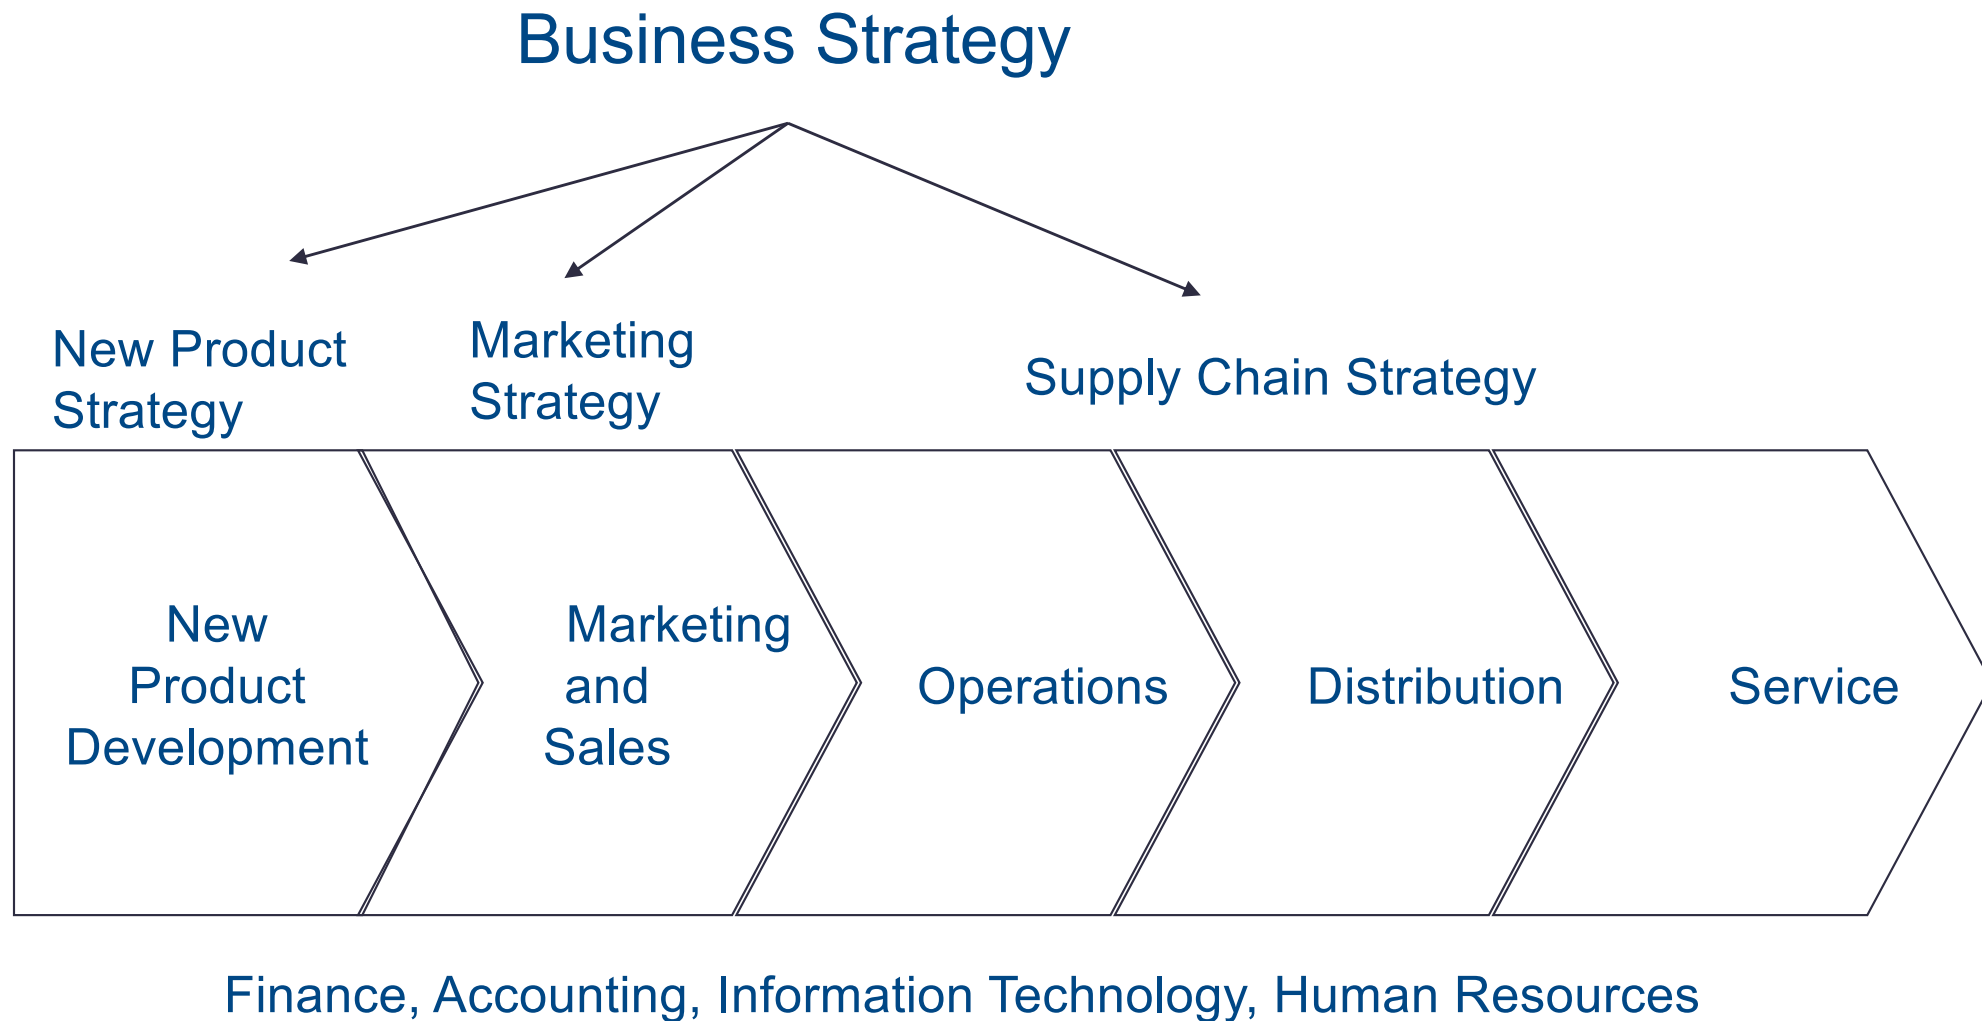 Business Strategy
New Product
Strategy
Marketing
Strategy
Supply Chain Strategy
New
Product
Development
Marketing
and
Sales
Operations
Distribution
Service
Finance, Accounting, Information Technology, Human Resources